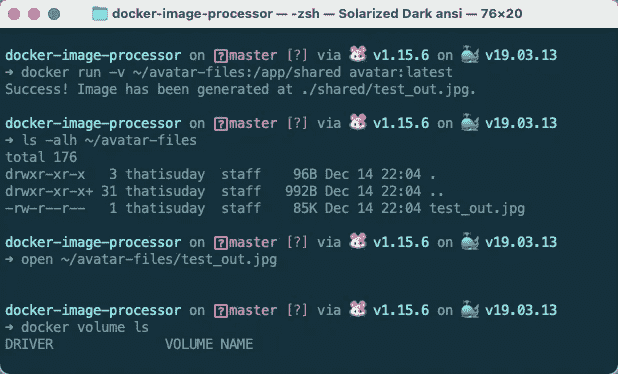 docker-image-processor — -zsh — Solarized Dark ansi — 76×20
docker-image-processor on ?master [?] via 🐹 v1.15.6 on 🐳 v19.03.13
➜ docker run -v ~/avatar-files:/app/shared avatar:latest
Success! Image has been generated at ./shared/test_out.jpg.
docker-image-processor on ?master [?] via 🐹 v1.15.6 on 🐳 v19.03.13
➜ ls -alh ~/avatar-files
total 176
drwxr-xr-x   3 thatisuday  staff    96B Dec 14 22:04 .
drwxr-xr-x+ 31 thatisuday  staff   992B Dec 14 22:04 ..
-rw-r--r--   1 thatisuday  staff    85K Dec 14 22:04 test_out.jpg
docker-image-processor on ?master [?] via 🐹 v1.15.6 on 🐳 v19.03.13
➜ open ~/avatar-files/test_out.jpg
docker-image-processor on ?master [?] via 🐹 v1.15.6 on 🐳 v19.03.13
➜ docker volume ls
DRIVER              VOLUME NAME